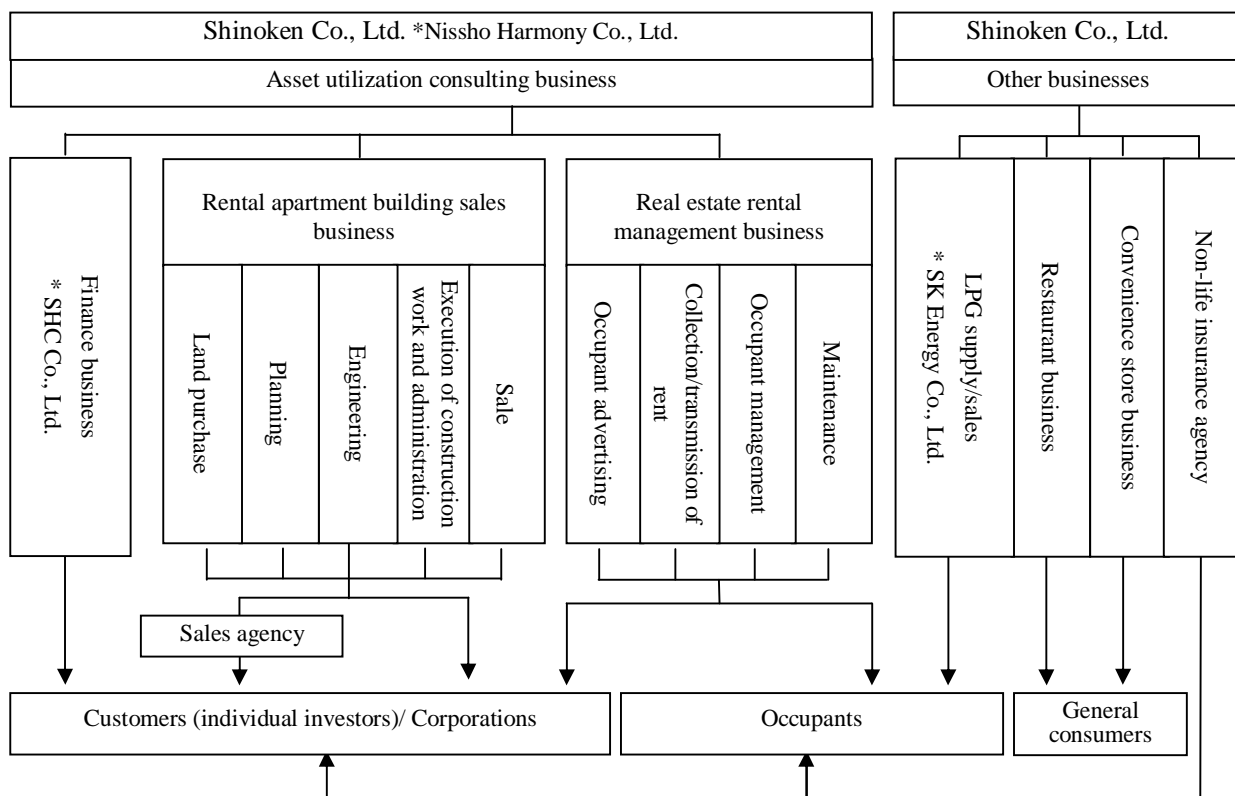 Shinoken Co., Ltd. *Nissho Harmony Co., Ltd.
Asset utilization consulting business
Shinoken Co., Ltd.
Other businesses
Finance business
* SHC Co., Ltd.
Rental apartment building sales
business
Land purchase
Planning
Engineering
Execution of construction
work and administration
Sale
Real estate rental
management business
Occupant advertising
Collection/transmission of
rent
Occupant management
Maintenance
LPG supply/sales
* SK Energy Co., Ltd.
Restaurant business
Convenience store business
Non-life insurance agency
Sales agency
Customers (individual investors)/ Corporations
Occupants
General
consumers